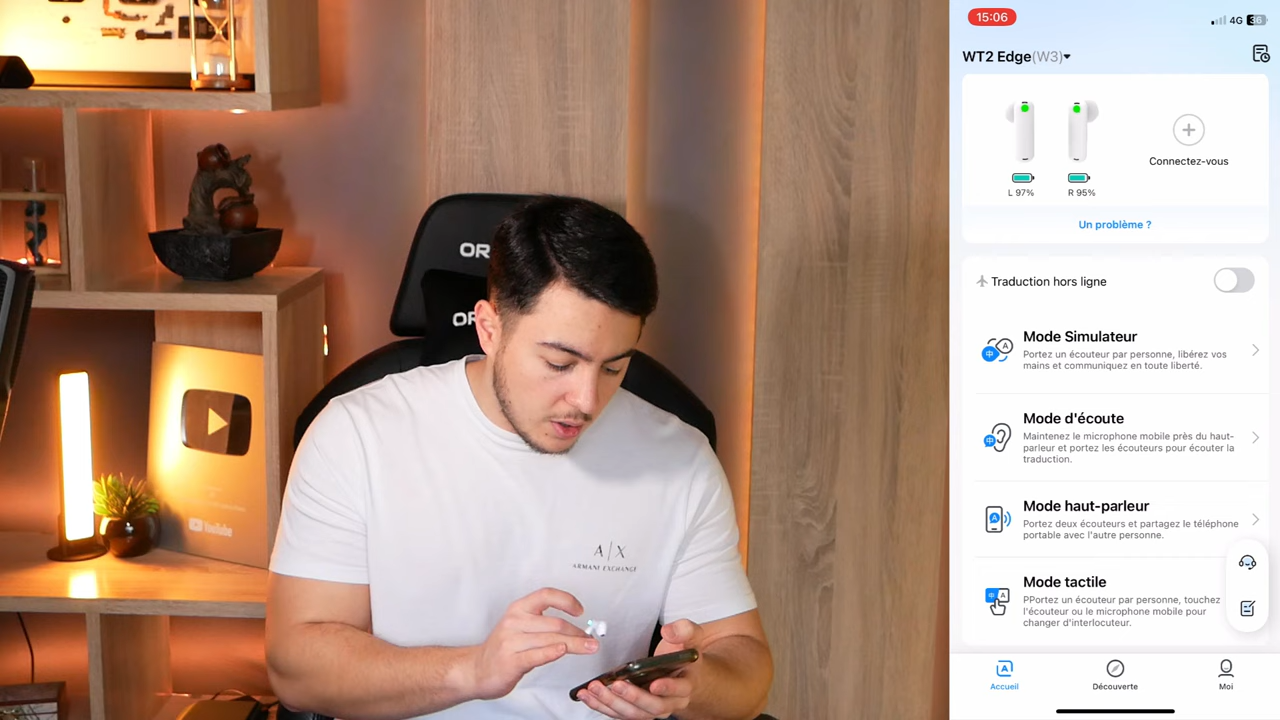 OR
OR
A|X
ARMANI EXCHANGE
YouTube
15:06
4G
36
WT2 Edge(W3)
L 97%
R 95%
Connectez-vous
Un problème ?
Traduction hors ligne
Mode Simulateur
Portez un écouteur par personne, libérez vos
mains et communiquez en toute liberté.
Mode d'écoute
Maintenez le microphone mobile près du haut-
parleur et portez les écouteurs pour écouter la
traduction.
Mode haut-parleur
Portez deux écouteurs et partagez le téléphone
portable avec l'autre personne.
Mode tactile
PPortez un écouteur par personne, touchez
l'écouteur ou le microphone mobile pour
changer d'interlocuteur.
Accueil
Découverte
Moi